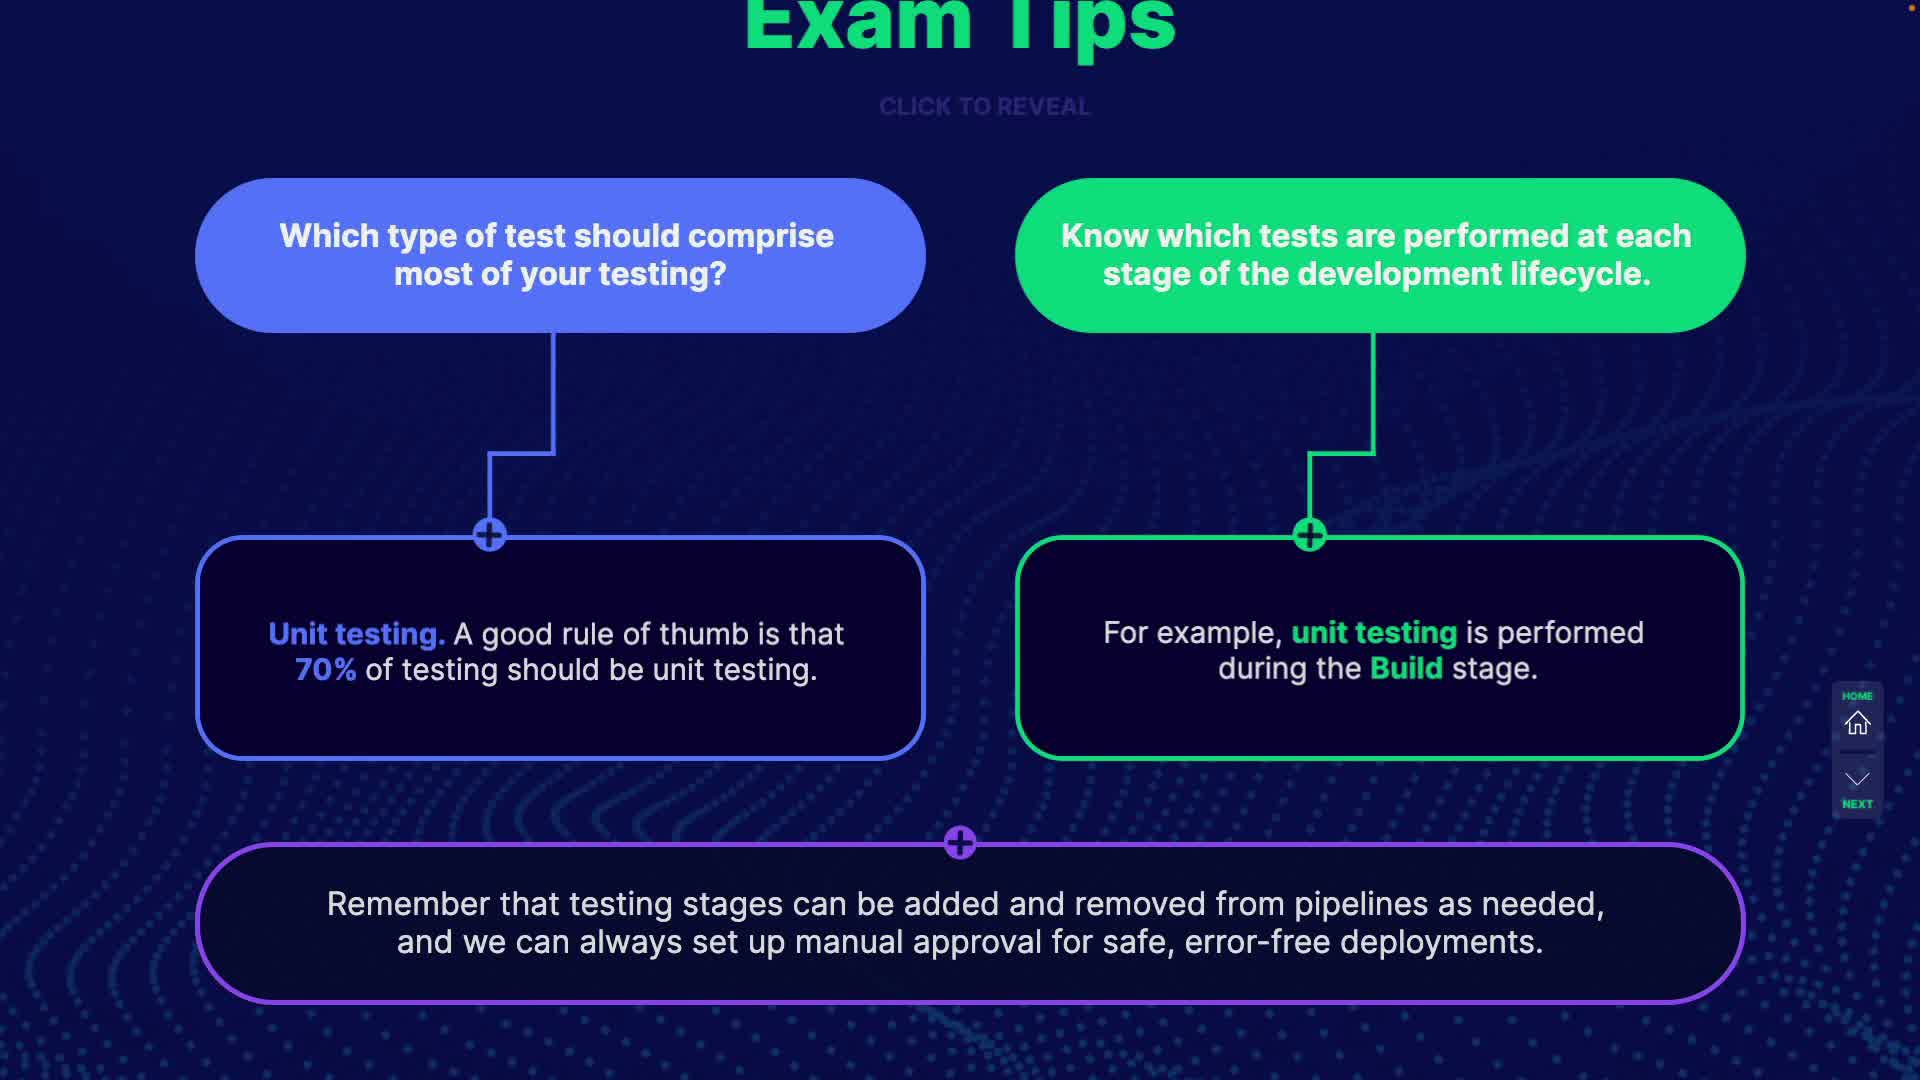 Exam Tips
CLICK TO REVEAL
Which type of test should comprise
most of your testing?
Know which tests are performed at each
stage of the development lifecycle.
Unit testing. A good rule of thumb is that
70% of testing should be unit testing.
For example, unit testing is performed
during the Build stage.
HOME
NEXT
Remember that testing stages can be added and removed from pipelines as needed,
and we can always set up manual approval for safe, error-free deployments.